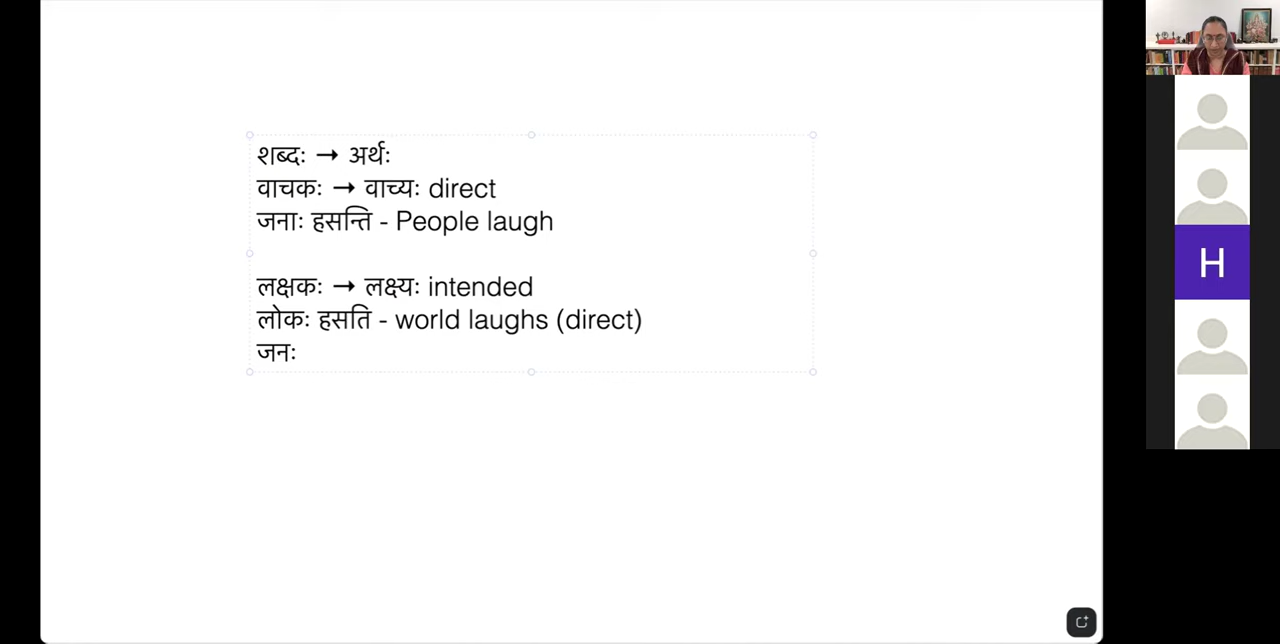 शब्दः → अर्थः
वाचकः → वाच्यः direct
जनाः हसन्ति - People laugh
लक्षकः → लक्ष्यः intended
लोकः हसति - world laughs (direct)
जनः
H